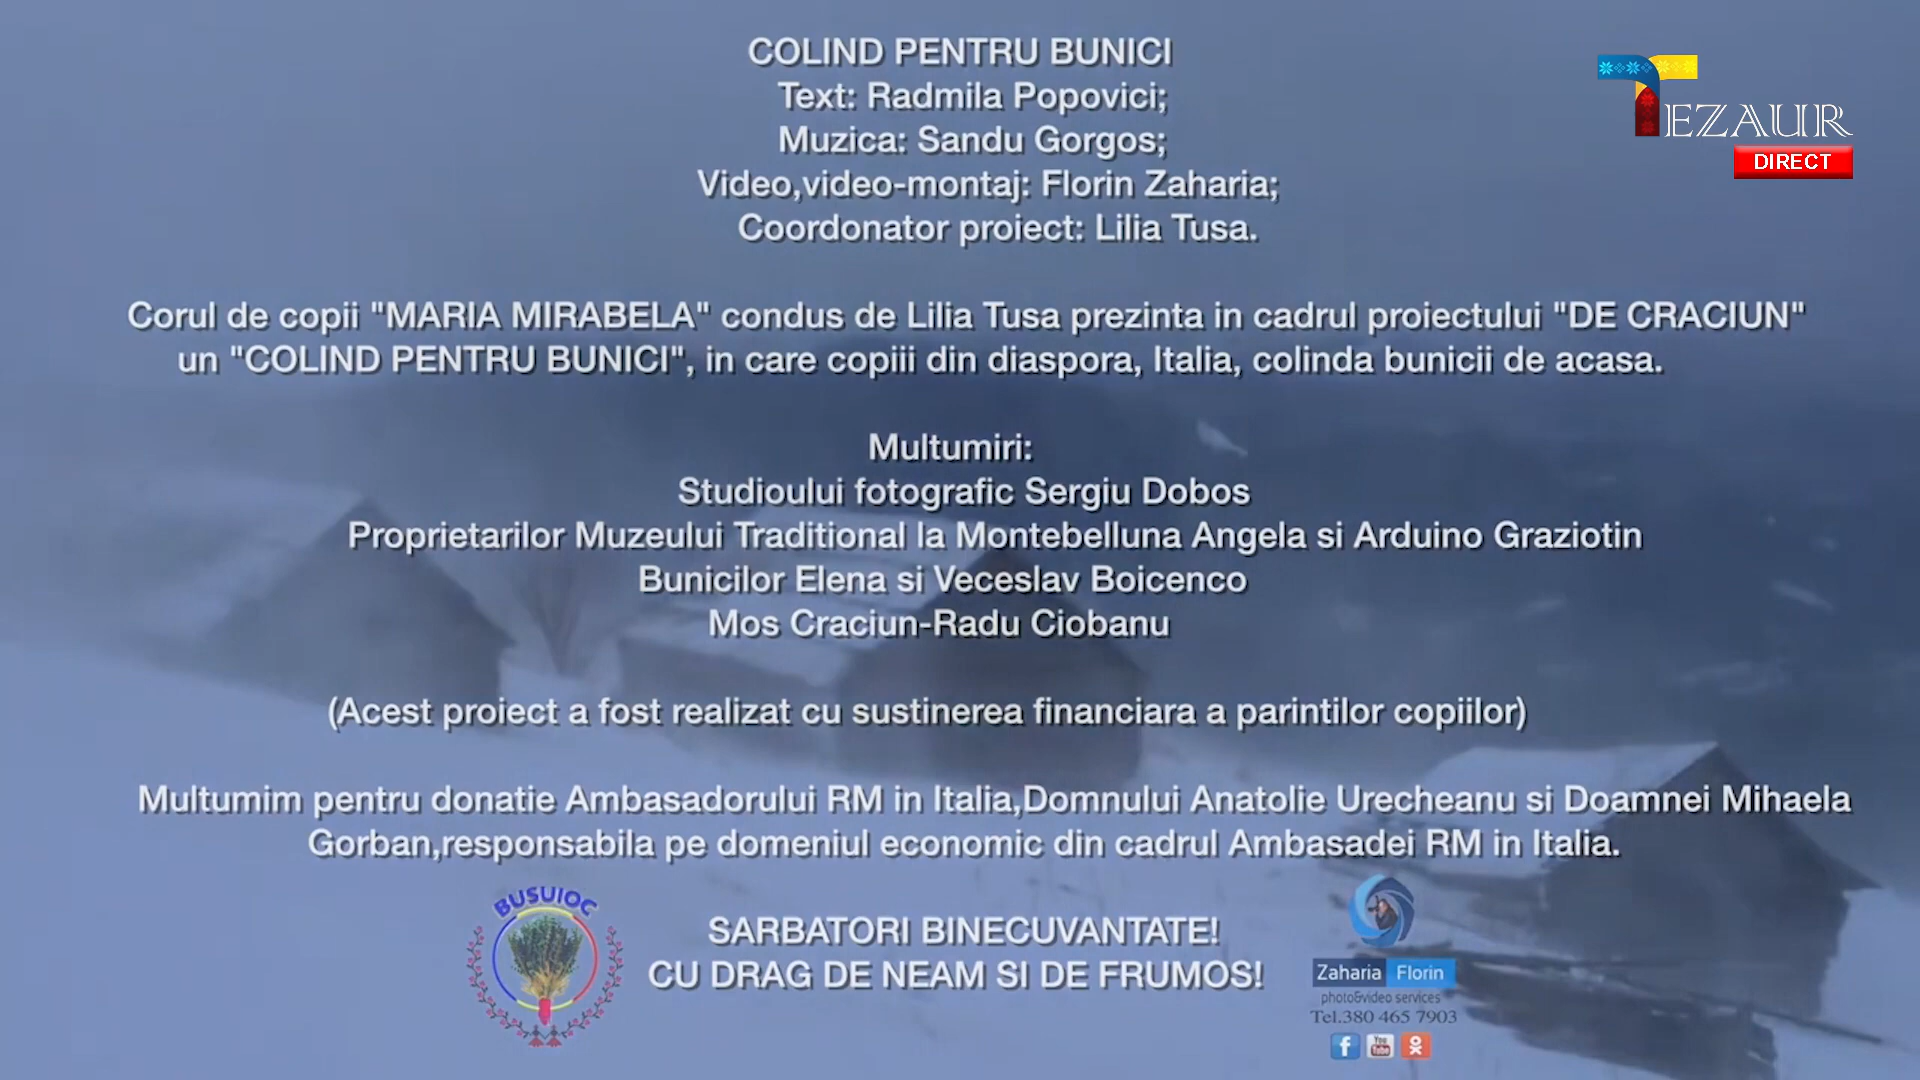 COLIND PENTRU BUNICI
Text: Radmila Popovici;
Muzica: Sandu Gorgos;
Video,video-montaj: Florin Zaharia;
Coordonator proiect: Lilia Tusa.
TEZAUR
DIRECT
Corul de copii "MARIA MIRABELA" condus de Lilia Tusa prezinta in cadrul proiectului "DE CRACIUN"
un "COLIND PENTRU BUNICI", in care copiii din diaspora, Italia, colinda bunicii de acasa.
Multumiri:
Studioului fotografic Sergiu Dobos
Proprietarilor Muzeului Traditional la Montebelluna Angela si Arduino Graziotin
Bunicilor Elena si Veceslav Boicenco
Mos Craciun-Radu Ciobanu
(Acest proiect a fost realizat cu sustinerea financiara a parintilor copiilor)
Multumim pentru donatie Ambasadorului RM in Italia,Domnului Anatolie Urecheanu si Doamnei Mihaela
Gorban,responsabila pe domeniul economic din cadrul Ambasadei RM in Italia.
BUSUIOC
SARBATORI BINECUVANTATE!
CU DRAG DE NEAM SI DE FRUMOS!
Zaharia Florin
photo&video services
Tel.380 465 7903
You Tube